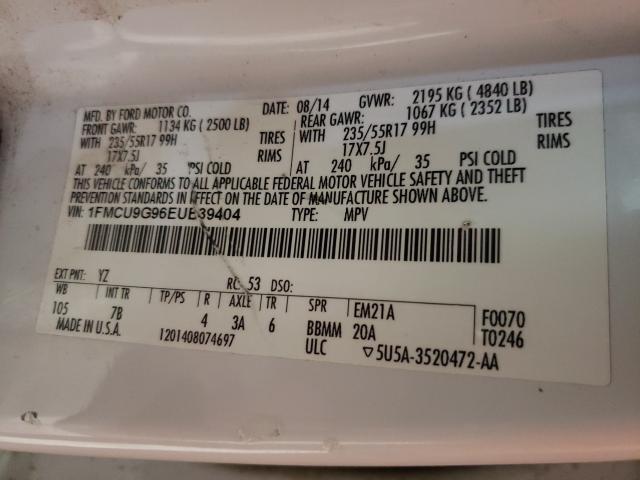 MFD. BY FORD MOTOR CO. DATE: 08/14 GVWR: 2195 KG ( 4840 LB)
FRONT GAWR: 1134 KG ( 2500 LB) REAR GAWR: 1067 KG ( 2352 LB)
WITH 235/55R17 99H TIRES WITH 235/55R17 99H TIRES
17X7.5J RIMS 17X7.5J RIMS
AT 240 kPa/ 35 PSI COLD AT 240 kPa/ 35 PSI COLD
THIS VEHICLE CONFORMS TO ALL APPLICABLE FEDERAL MOTOR VEHICLE SAFETY AND THEFT
PREVENTION STANDARDS IN EFFECT ON THE DATE OF MANUFACTURE SHOWN ABOVE.
VIN: 1FMCU9G96EUE39404 TYPE: MPV
EXT PNT: YZ RC: 53 DSO:
WB INT TR TP/PS R AXLE TR SPR EM21A F0070
105 7B 4 3A 6 BBMM 20A T0246
MADE IN U.S.A. 1201408074697 ULC ▽5U5A-3520472-AA